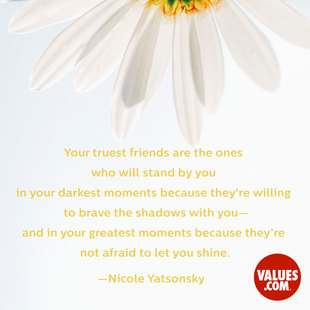 Your truest friends are the ones
who will stand by you
in your darkest moments because they're willing
to brave the shadows with you—
and in your greatest moments because they're
not afraid to let you shine.
—Nicole Yatsonsky
VALUES
.COM